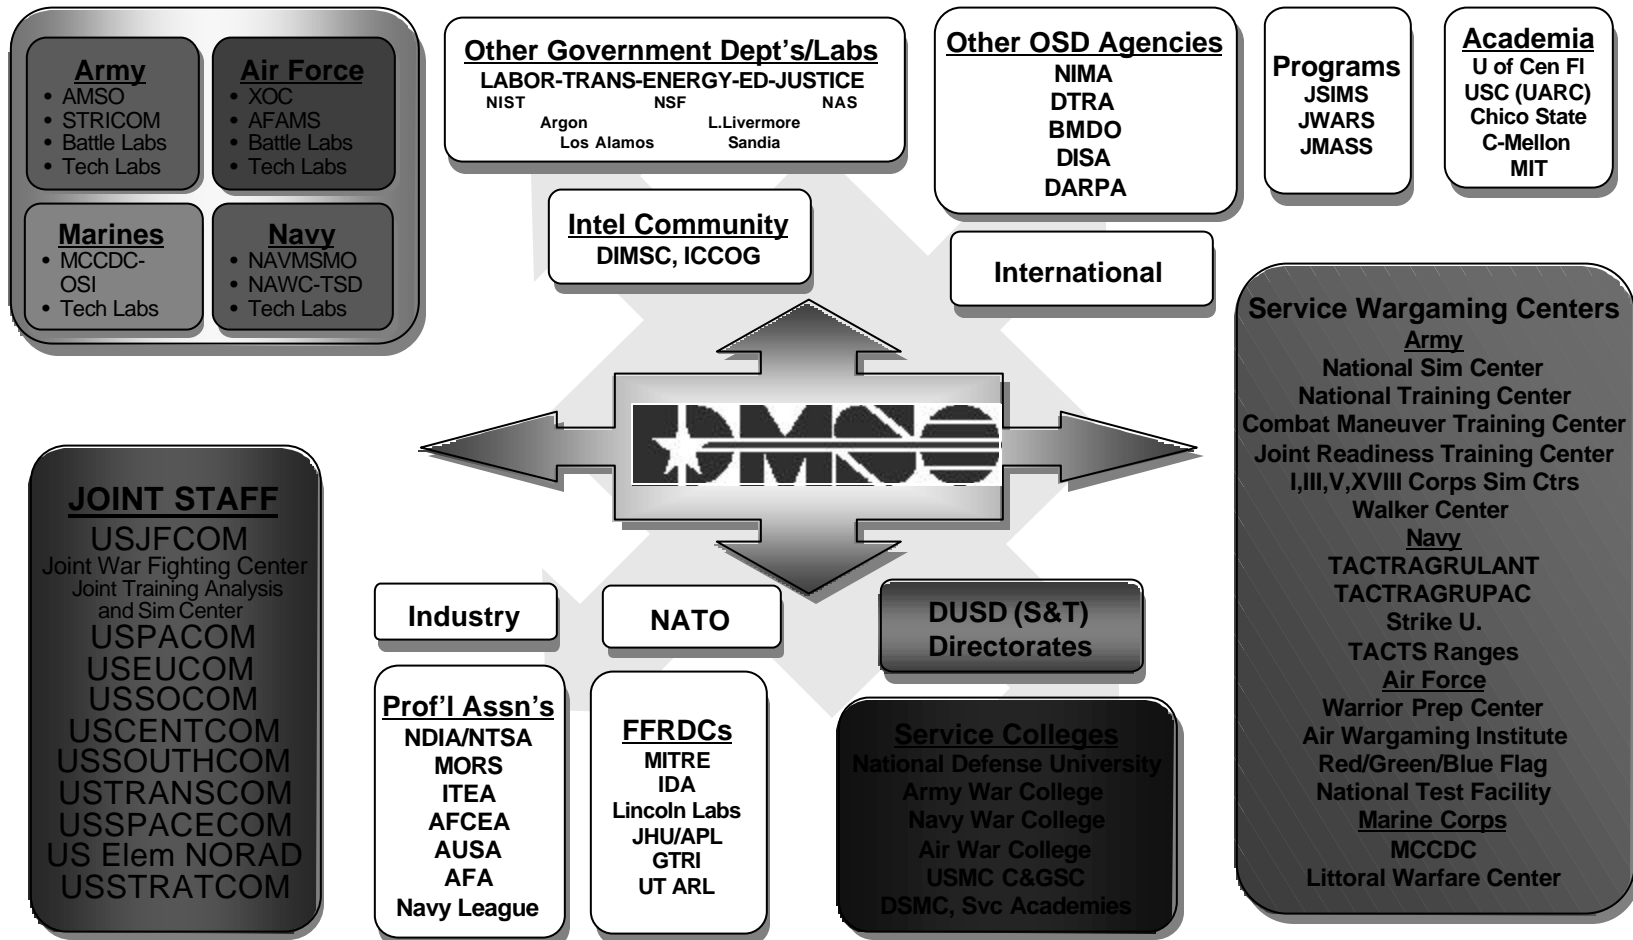 Army
• AMSO
• STRICOM
• Battle Labs
• Tech Labs
Air Force
• XOC
• AFAMS
• Battle Labs
• Tech Labs
Marines
• MCCDC-
OSI
• Tech Labs
Navy
• NAVMSMO
• NAWC-TSD
• Tech Labs
Other Government Dept's/Labs
LABOR-TRANS-ENERGY-ED-JUSTICE
NIST NSF NAS
Argon L.Livermore
Los Alamos Sandia
Intel Community
DIMSC, ICCOG
Other OSD Agencies
NIMA
DTRA
BMDO
DISA
DARPA
International
Programs
JSIMS
JWARS
JMASS
Academia
U of Cen Fl
USC (UARC)
Chico State
C-Mellon
MIT
DMSO
JOINT STAFF
USJFCOM
Joint War Fighting Center
Joint Training Analysis
and Sim Center
USPACOM
USEUCOM
USSOCOM
USCENTCOM
USSOUTHCOM
USTRANSCOM
USSPACECOM
US Elem NORAD
USSTRATCOM
Industry
Prof'l Assn's
NDIA/NTSA
MORS
ITEA
AFCEA
AUSA
AFA
Navy League
NATO
FFRDCs
MITRE
IDA
Lincoln Labs
JHU/APL
GTRI
UT ARL
DUSD (S&T)
Directorates
Service Colleges
National Defense University
Army War College
Navy War College
Air War College
USMC C&GSC
DSMC, Svc Academies
Service Wargaming Centers
Army
National Sim Center
National Training Center
Combat Maneuver Training Center
Joint Readiness Training Center
I,III,V,XVIII Corps Sim Ctrs
Walker Center
Navy
TACTRAGRULANT
TACTRAGRUPAC
Strike U.
TACTS Ranges
Air Force
Warrior Prep Center
Air Wargaming Institute
Red/Green/Blue Flag
National Test Facility
Marine Corps
MCCDC
Littoral Warfare Center